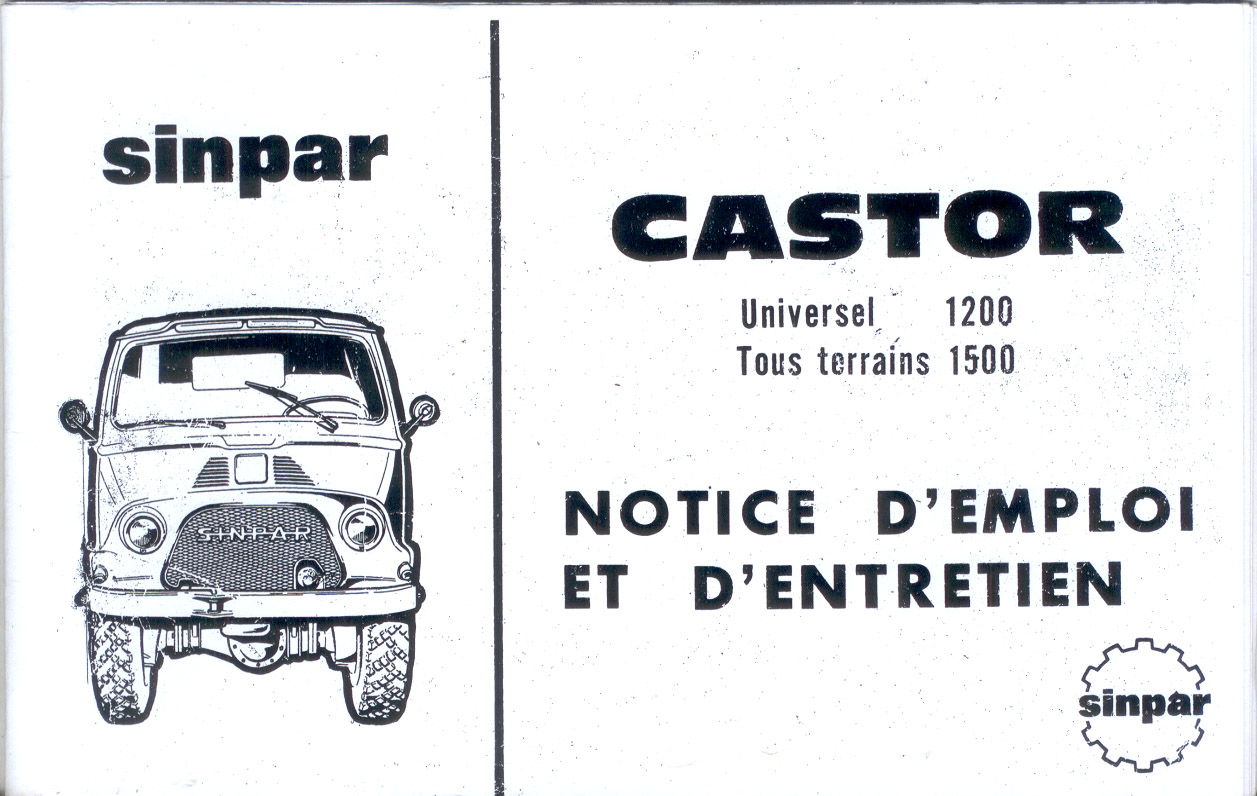 sinpar
SINPAR
CASTOR
Universel 1200
Tous terrains 1500
NOTICE D'EMPLOI
ET D'ENTRETIEN
sinpar